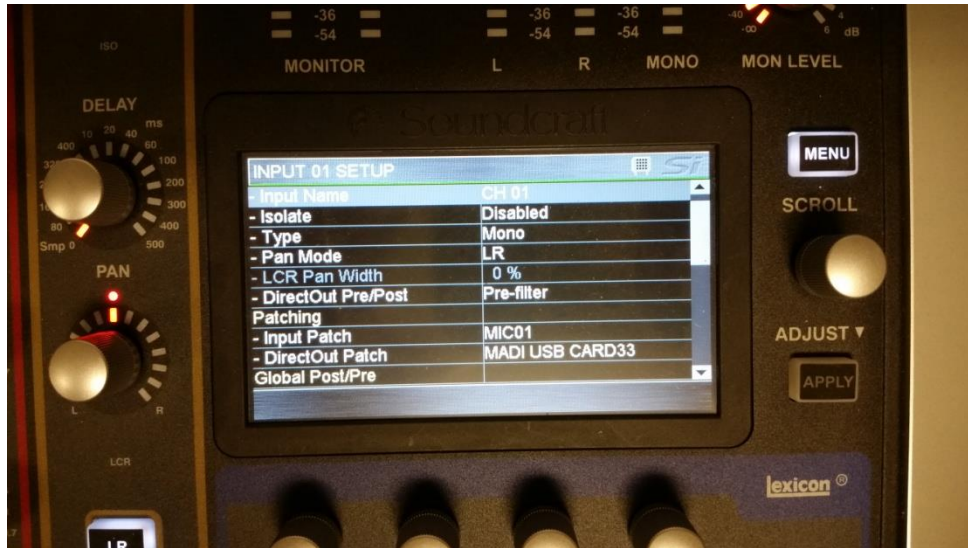 -36 -36 -36 -40 4
-54 -54 -54 -∞ 6 dB
ISO
MONITOR L R MONO MON LEVEL
DELAY
ms
10 20 40
400 60
100
200
300
80 400
Smp 0 500
Soundcraft
INPUT 01 SETUP Si
- Input Name CH 01
- Isolate Disabled
- Type Mono
- Pan Mode LR
- LCR Pan Width 0 %
- DirectOut Pre/Post Pre-filter
Patching
- Input Patch MIC01
- DirectOut Patch MADI USB CARD33
Global Post/Pre
MENU
SCROLL
ADJUST ▼
APPLY
PAN
L R
LCR
LR
lexicon ®